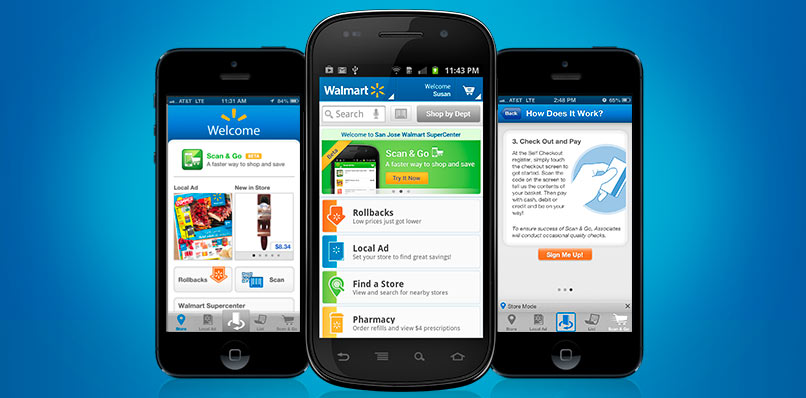 AT&T LTE 11:31 AM 84%
Welcome
Scan & Go BETA
A faster way to shop and save
Local Ad New in Store
$8.34
Rollbacks Scan
Walmart Supercenter
Store Local Ad List Scan & Go
11:43 PM
Walmart Welcome
Susan
Search Shop by Dept
Welcome to San Jose Walmart SuperCenter
Beta
Scan & Go
A faster way to shop and save
Try It Now
Rollbacks
Low prices just got lower
Local Ad
Set your store to find great savings!
Find a Store
View and search for nearby stores
Pharmacy
Order refills and view $4 prescriptions
AT&T LTE 2:48 PM 65%
Back How Does It Work?
3. Check Out and Pay
At the Self Checkout
register, simply touch
the checkout screen to
get started. Scan the
code on the screen to
tell us the contents of
your basket. Then pay
with cash, debit or
credit and be on your
way!
To ensure success of Scan & Go, Associates
will conduct occasional quality checks.
Sign Me Up!
Store Mode
Store Local Ad List Scan & Go